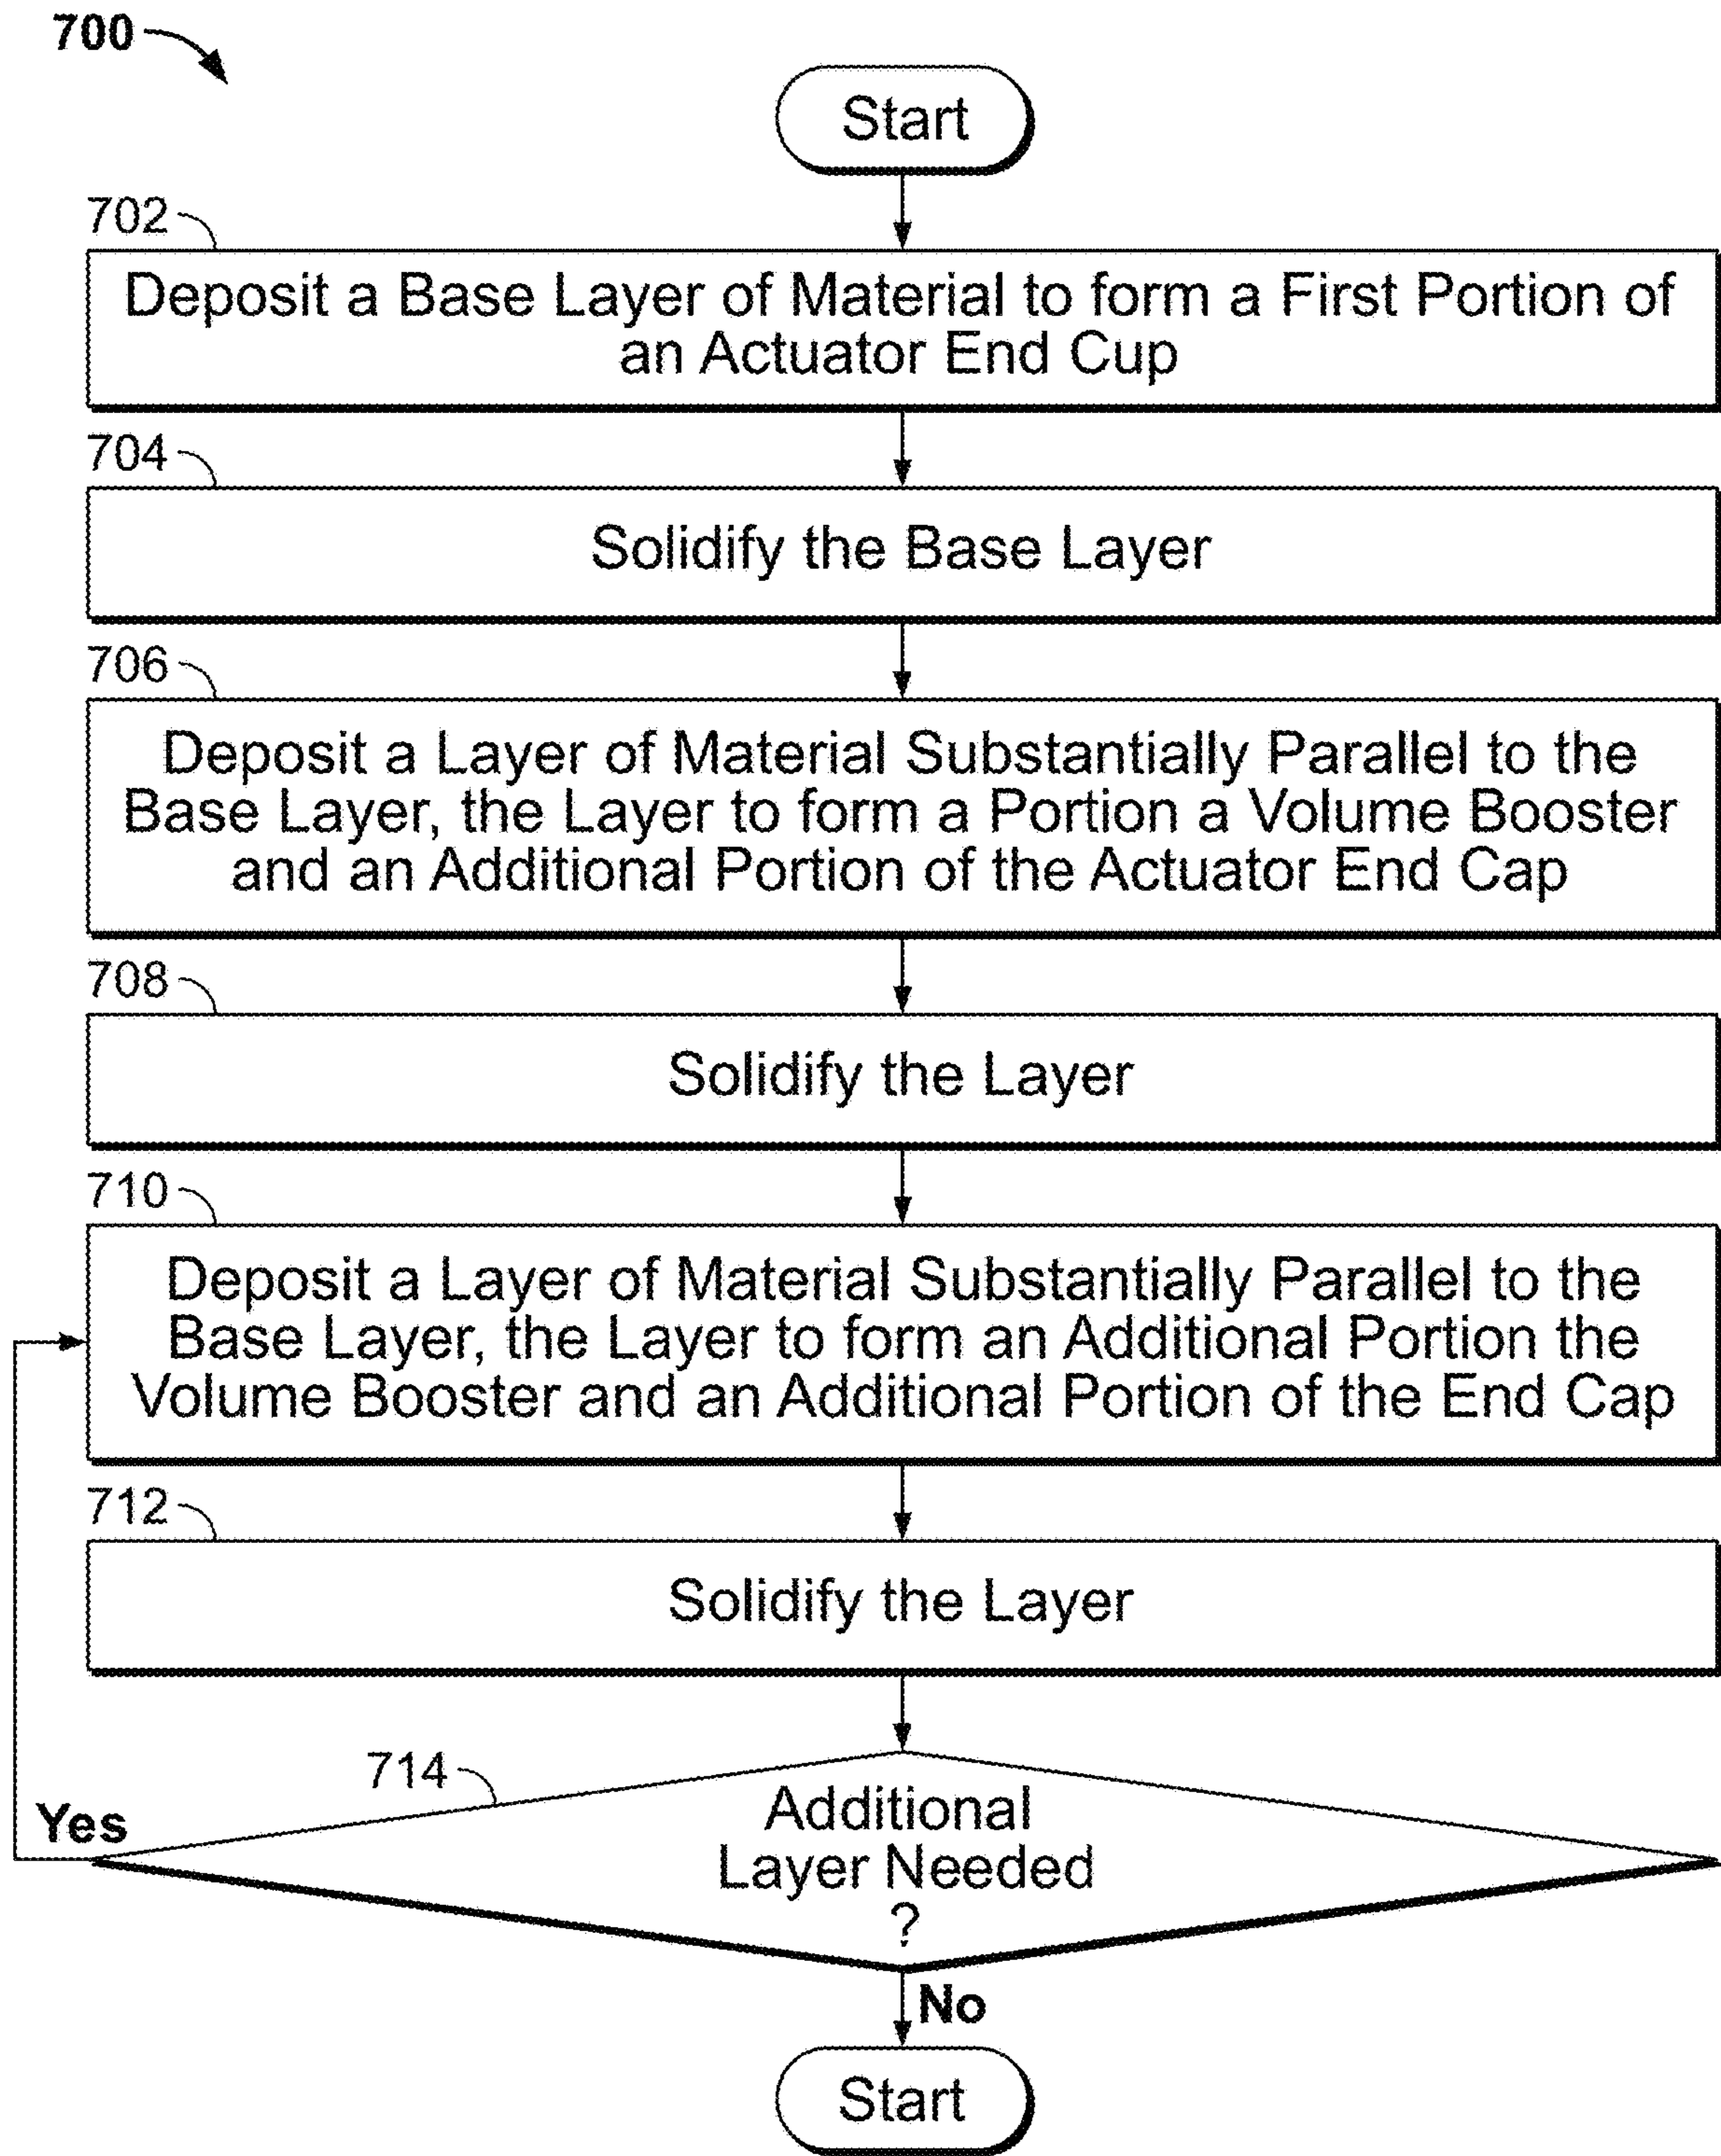 700
Start
702
Deposit a Base Layer of Material to form a First Portion of
an Actuator End Cup
704
Solidify the Base Layer
706
Deposit a Layer of Material Substantially Parallel to the
Base Layer, the Layer to form a Portion a Volume Booster
and an Additional Portion of the Actuator End Cap
708
Solidify the Layer
710
Deposit a Layer of Material Substantially Parallel to the
Base Layer, the Layer to form an Additional Portion the
Volume Booster and an Additional Portion of the End Cap
712
Solidify the Layer
714
Yes
Additional
Layer Needed
?
No
Start